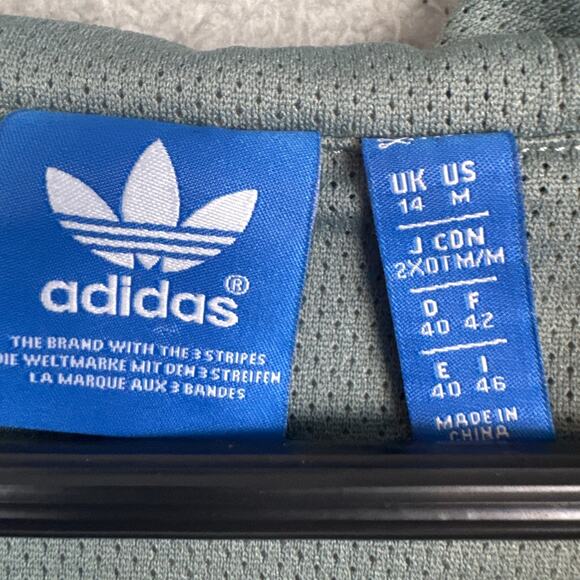 adidas®
THE BRAND WITH THE 3 STRIPES
DIE WELTMARKE MIT DEN 3 STREIFEN
LA MARQUE AUX 3 BANDES
UK US
14 M
J CDN
2XOT M/M
D F
40 42
E I
40 46
MADE IN
CHINA